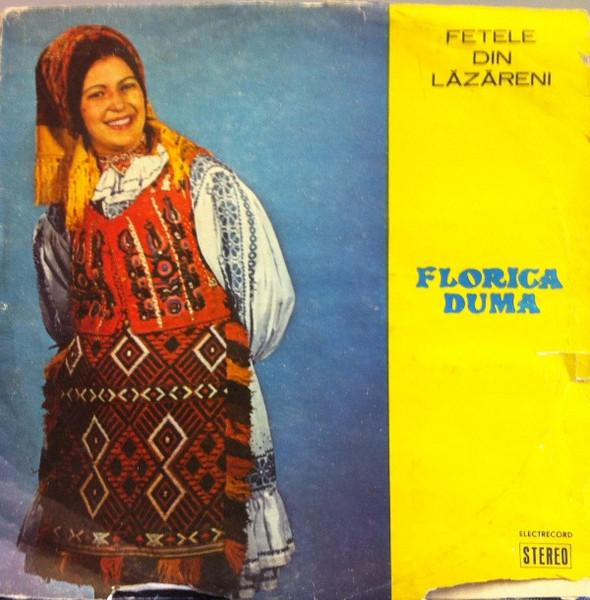 FETELE
DIN
LĂZĂRENI
FLORICA
DUMA
ELECTRECORD
STEREO